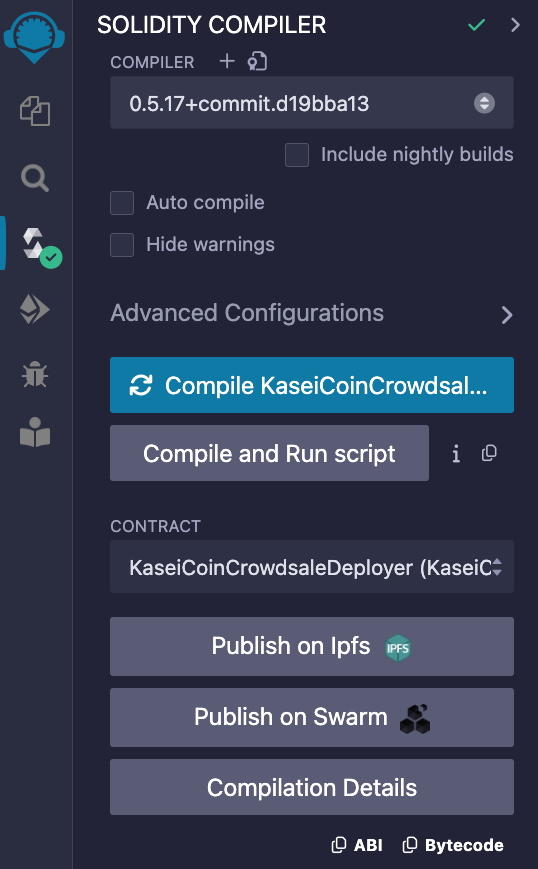 SOLIDITY COMPILER
COMPILER
0.5.17+commit.d19bba13
Include nightly builds
Auto compile
Hide warnings
Advanced Configurations
Compile KaseiCoinCrowdsal...
Compile and Run script
CONTRACT
KaseiCoinCrowdsaleDeployer (KaseiC
Publish on Ipfs IPFS
Publish on Swarm
Compilation Details
ABI Bytecode